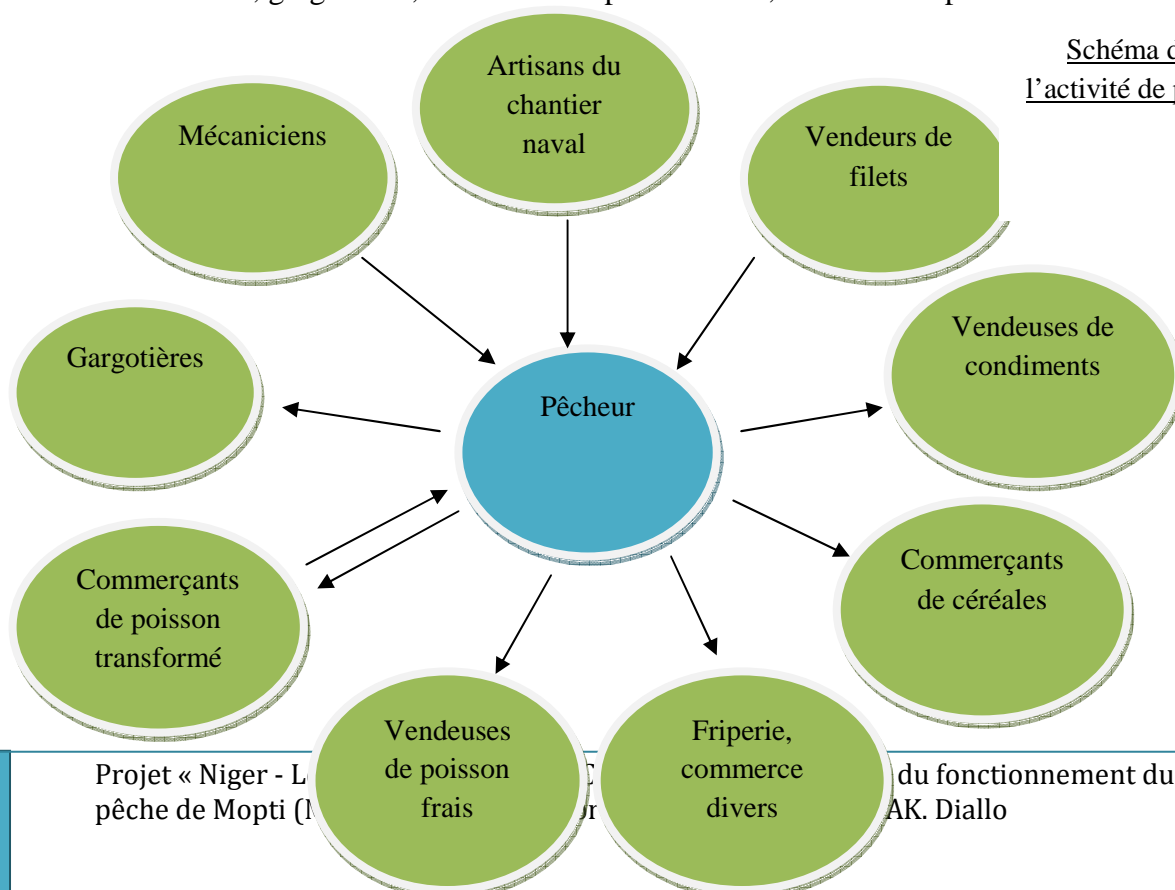 Schéma d
l'activité de p
Artisans du
chantier
naval
Mécaniciens
Vendeurs de
filets
Gargotières
Vendeuses de
condiments
Pêcheur
Commerçants
de poisson
transformé
Commerçants
de céréales
Vendeuses
de poisson
frais
Friperie,
commerce
divers
Projet « Niger - L du fonctionnement du
pêche de Mopti ( AK. Diallo